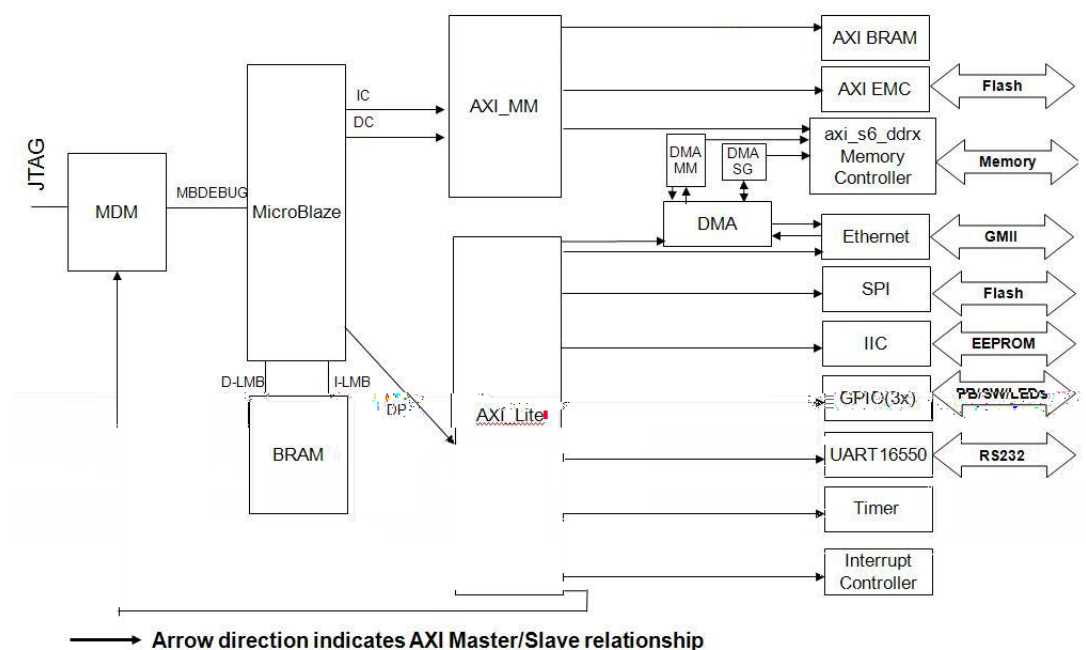 AXI BRAM
AXI_MM
AXI EMC
Flash
IC
DC
axi_s6_ddrx
Memory
Controller
Memory
DMA
MM
DMA
SG
JTAG
MDM
MBDEBUG
MicroBlaze
DMA
Ethernet
GMII
SPI
Flash
IIC
EEPROM
D-LMB
I-LMB
DP
AXI_Lite
GPIO(3x)
PB/SW/LEDs
BRAM
UART16550
RS232
Timer
Interrupt
Controller
Arrow direction indicates AXI Master/Slave relationship